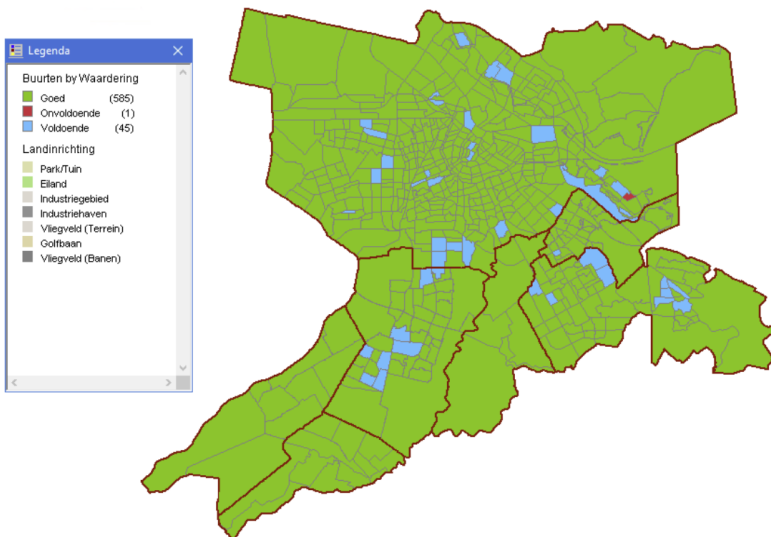 Legenda
Buurten by Waardering
Goed (585)
Onvoldoende (1)
Voldoende (45)
Landinrichting
Park/Tuin
Eiland
Industriegebied
Industriehaven
Vliegveld (Terrein)
Golfbaan
Vliegveld (Banen)